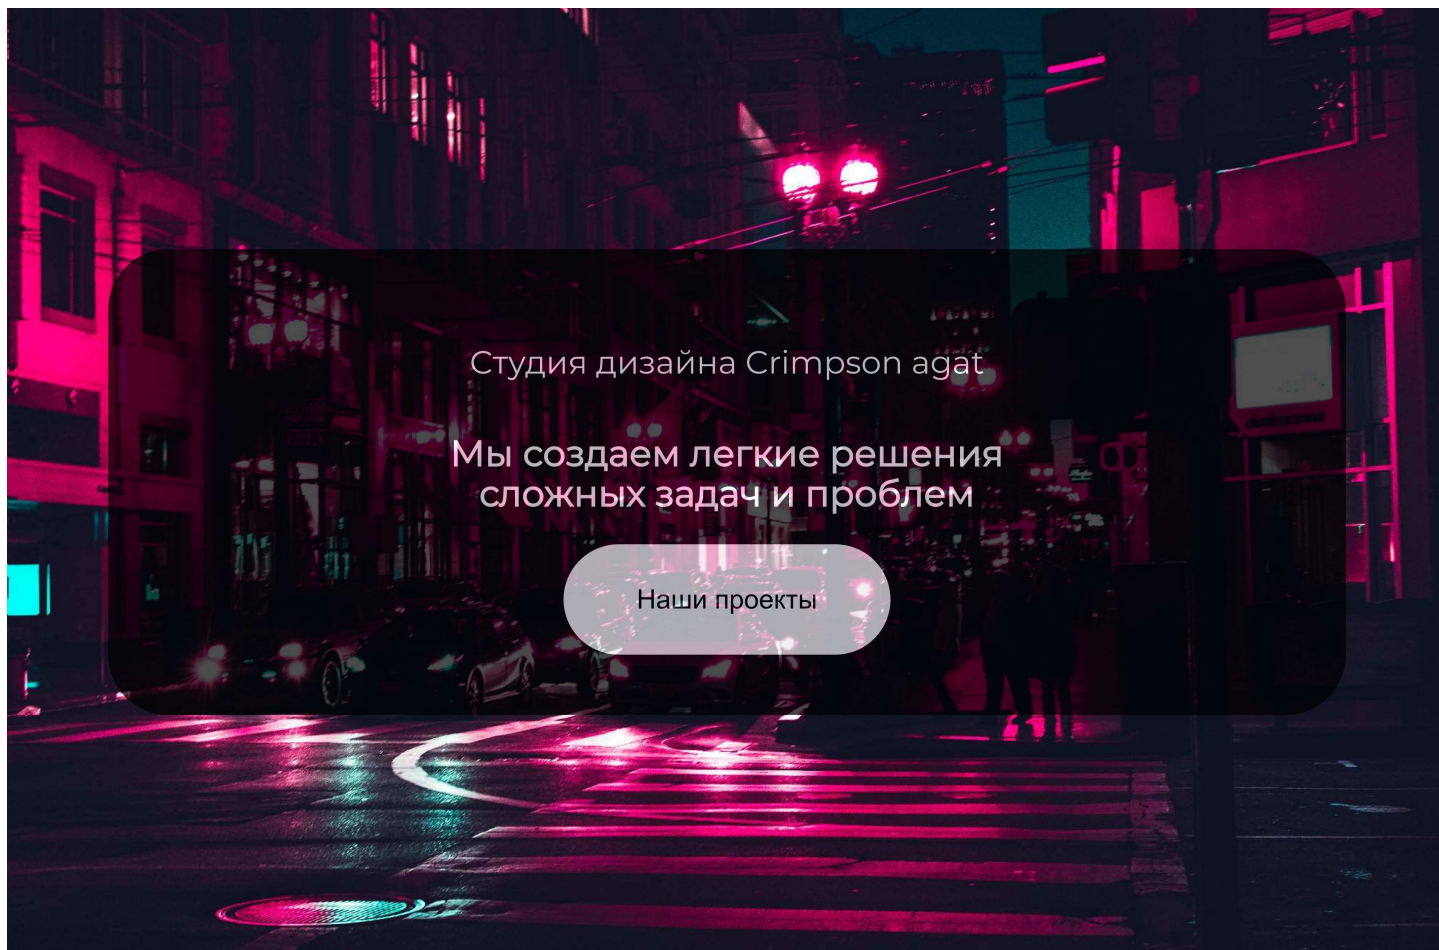 Студия дизайна Crimpson agat
Мы создаем легкие решения
сложных задач и проблем
Наши проекты